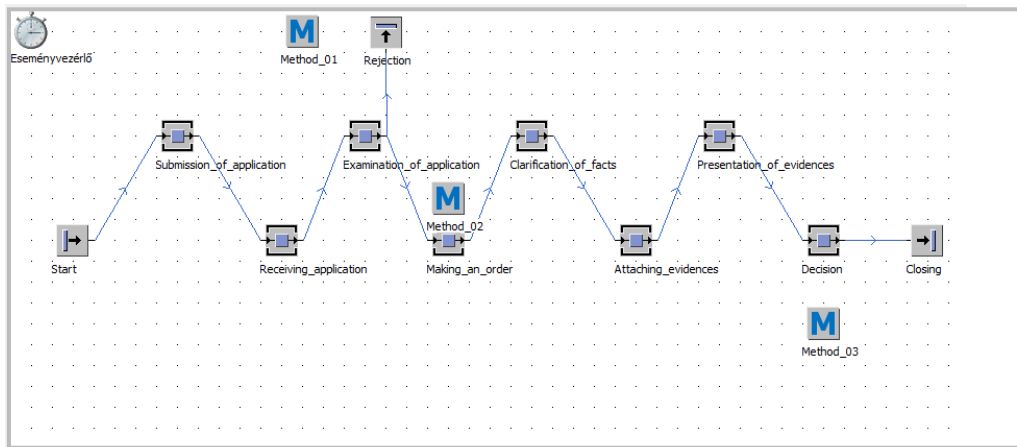 Eseményvezérlő
Method_01
Rejection
Submission_of_application
Examination_of_application
Clarification_of_facts
Presentation_of_evidences
Method_02
Start
Receiving_application
Making_an_order
Attaching_evidences
Decision
Closing
Method_03